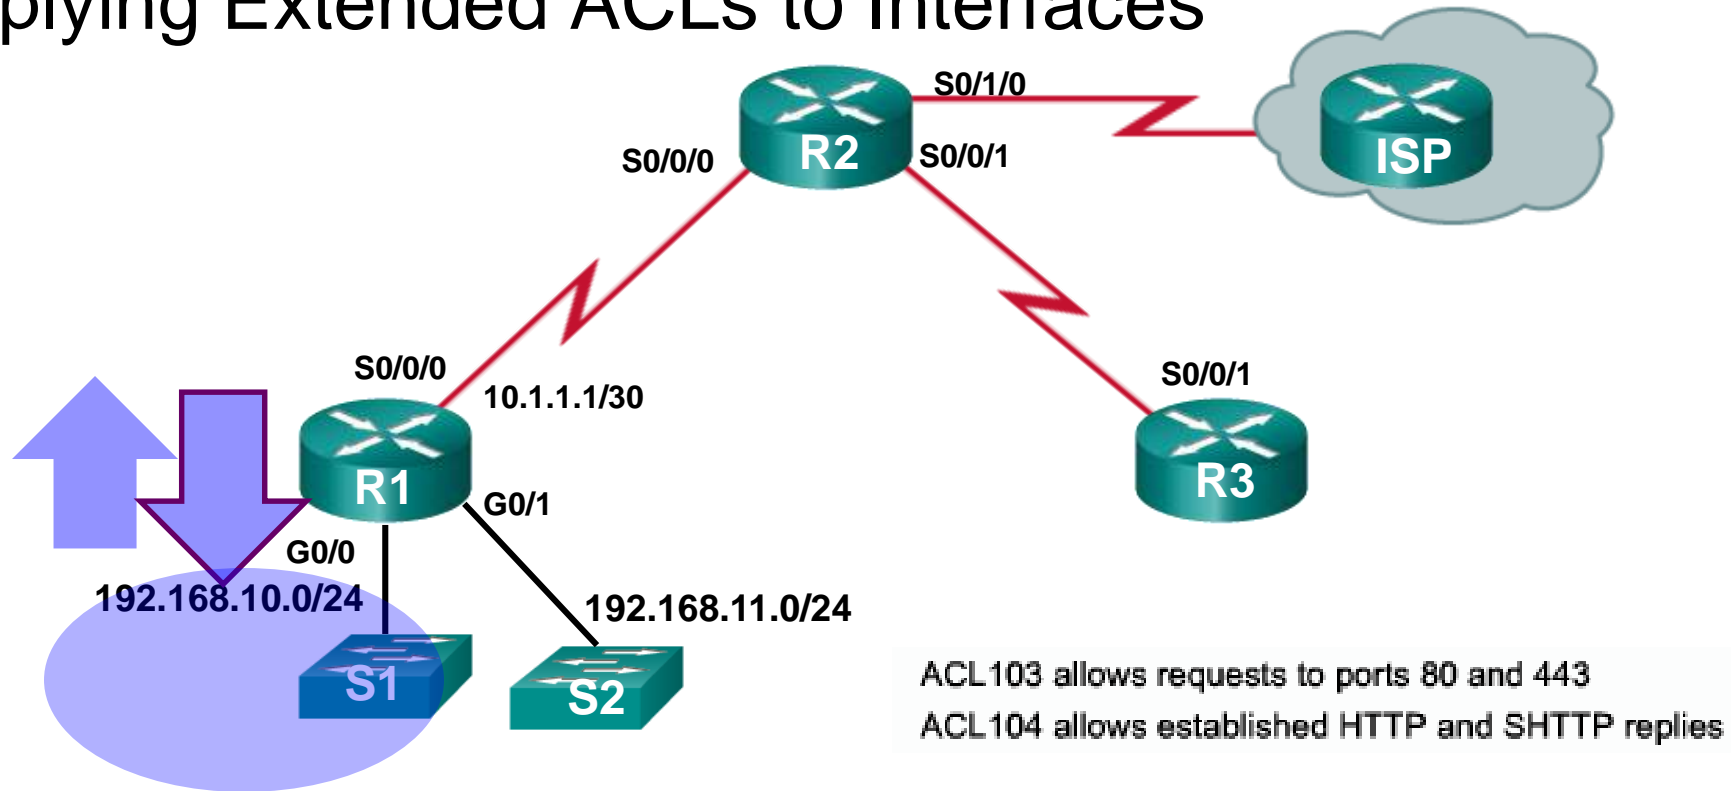 plying Extended ACLs to Interfaces
S0/1/0
R2
ISP
S0/0/0
S0/0/1
S0/0/0
10.1.1.1/30
S0/0/1
R1
R3
G0/1
G0/0
192.168.10.0/24
192.168.11.0/24
S1
S2
ACL103 allows requests to ports 80 and 443
ACL104 allows established HTTP and SHTTP replies